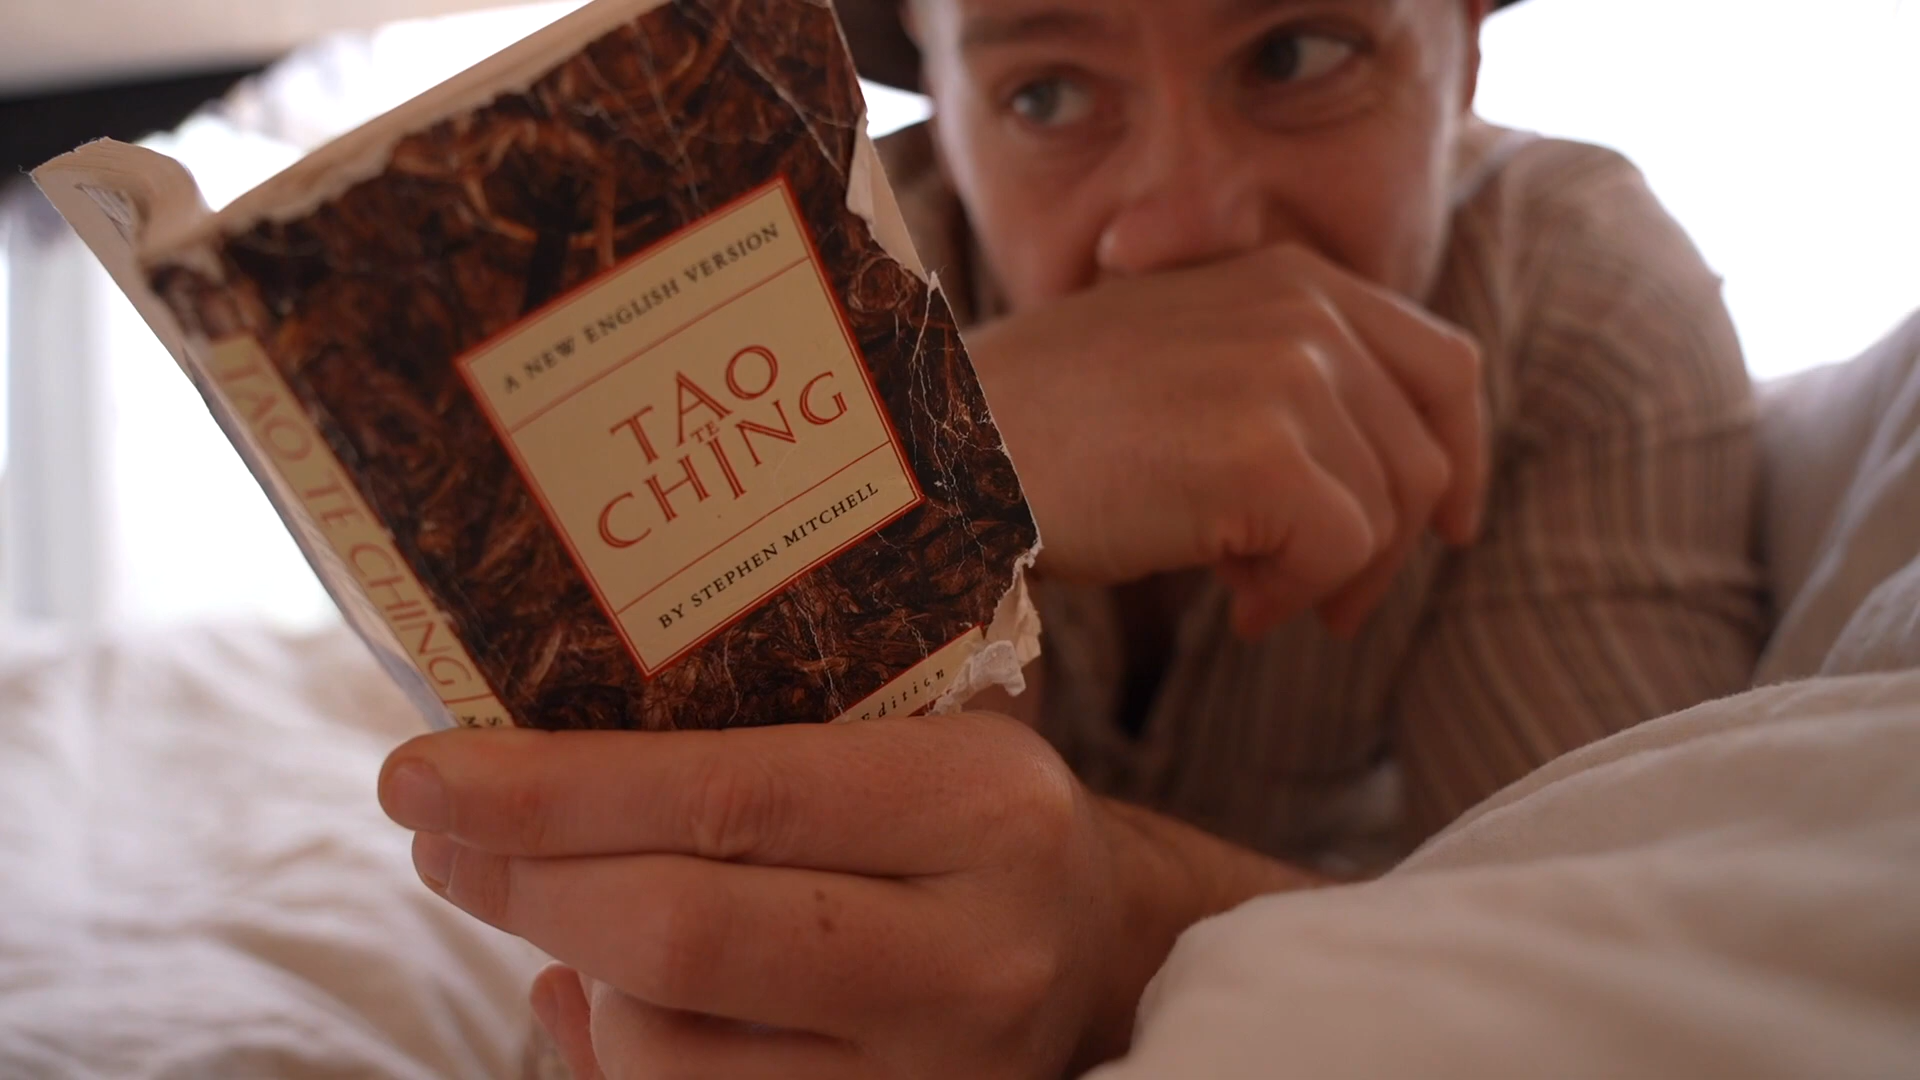 A NEW ENGLISH VERSION
TAO
TE
CHING
BY STEPHEN MITCHELL
Edition
TAO TE CHING